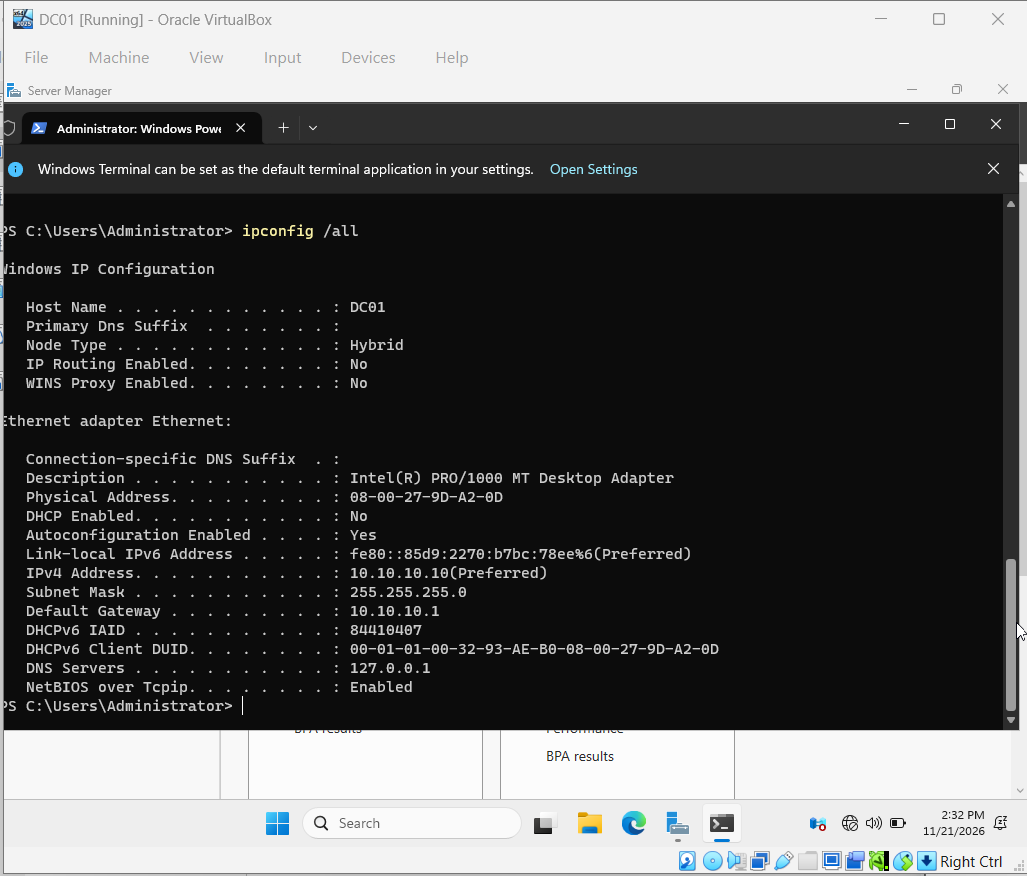 DC01 [Running] - Oracle VirtualBox
File Machine View Input Devices Help
Server Manager
Administrator: Windows Powe
Windows Terminal can be set as the default terminal application in your settings. Open Settings
PS C:\Users\Administrator> ipconfig /all
Windows IP Configuration
Host Name . . . . . . . . . . . . : DC01
Primary Dns Suffix  . . . . . . . :
Node Type . . . . . . . . . . . . : Hybrid
IP Routing Enabled. . . . . . . . : No
WINS Proxy Enabled. . . . . . . . : No
Ethernet adapter Ethernet:
Connection-specific DNS Suffix  . :
Description . . . . . . . . . . . : Intel(R) PRO/1000 MT Desktop Adapter
Physical Address. . . . . . . . . : 08-00-27-9D-A2-0D
DHCP Enabled. . . . . . . . . . . : No
Autoconfiguration Enabled . . . . : Yes
Link-local IPv6 Address . . . . . : fe80::85d9:2270:b7bc:78ee%6(Preferred)
IPv4 Address. . . . . . . . . . . : 10.10.10.10(Preferred)
Subnet Mask . . . . . . . . . . . : 255.255.255.0
Default Gateway . . . . . . . . . : 10.10.10.1
DHCPv6 IAID . . . . . . . . . . . : 84410407
DHCPv6 Client DUID. . . . . . . . : 00-01-01-00-32-93-AE-B0-08-00-27-9D-A2-0D
DNS Servers . . . . . . . . . . . : 127.0.0.1
NetBIOS over Tcpip. . . . . . . . : Enabled
PS C:\Users\Administrator>
BPA results Performance
BPA results
Search
2:32 PM
11/21/2026
Right Ctrl